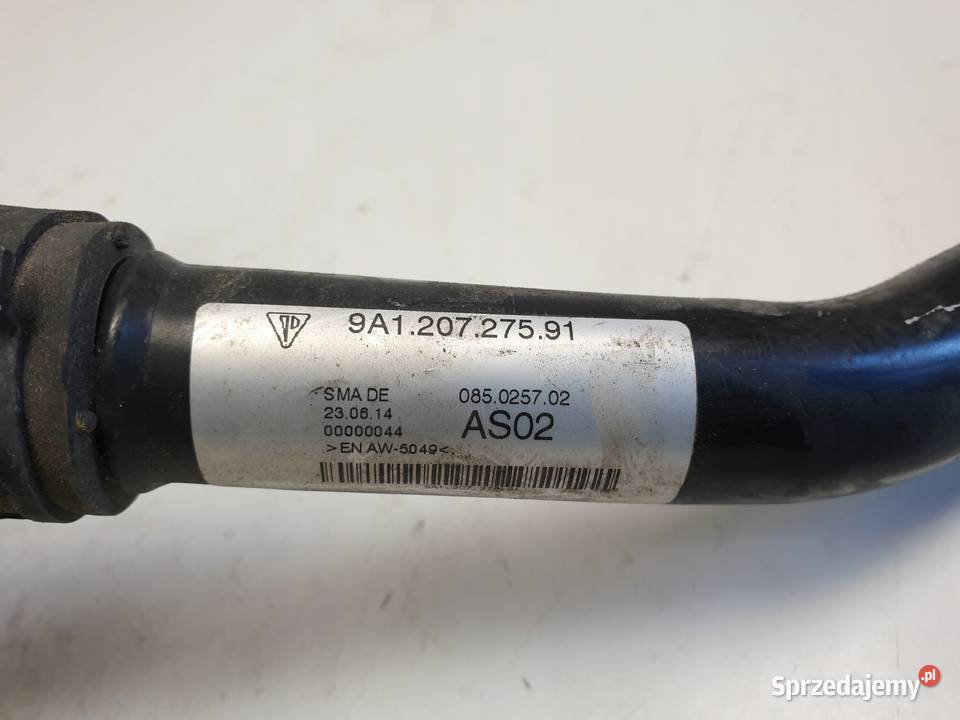 9A1.207.275.91
SMA DE 085.0257.02
23.06.14 AS02
00000044
>EN AW-5049<
Sprzedajemy.pl